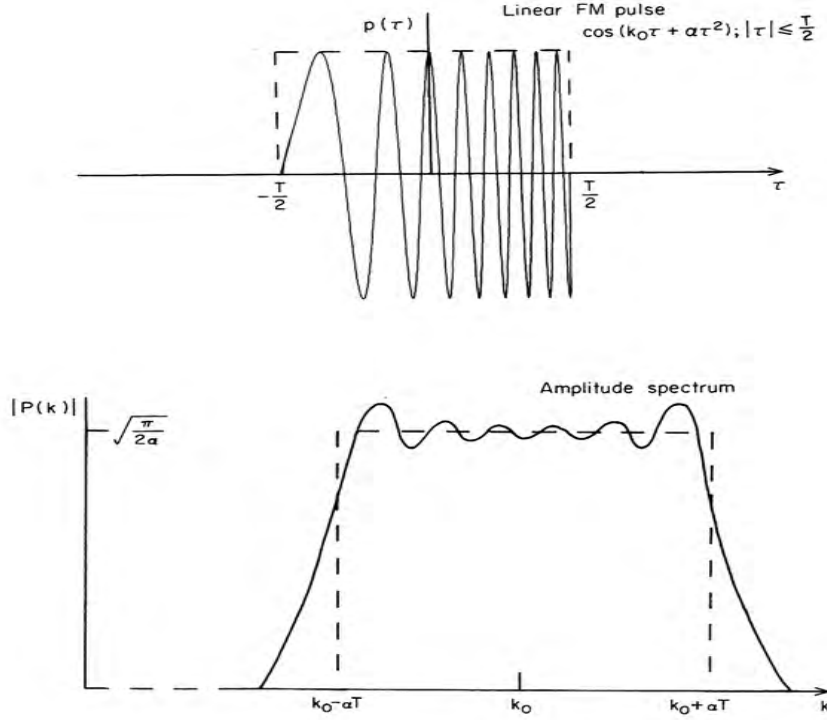 Linear FM pulse
p(τ)
cos(k₀τ + ατ²); |τ| ≤ T/2
-T/2
T/2
τ
Amplitude spectrum
|P(k)|
√(π/2α)
k₀-αT
k₀
k₀+αT
k